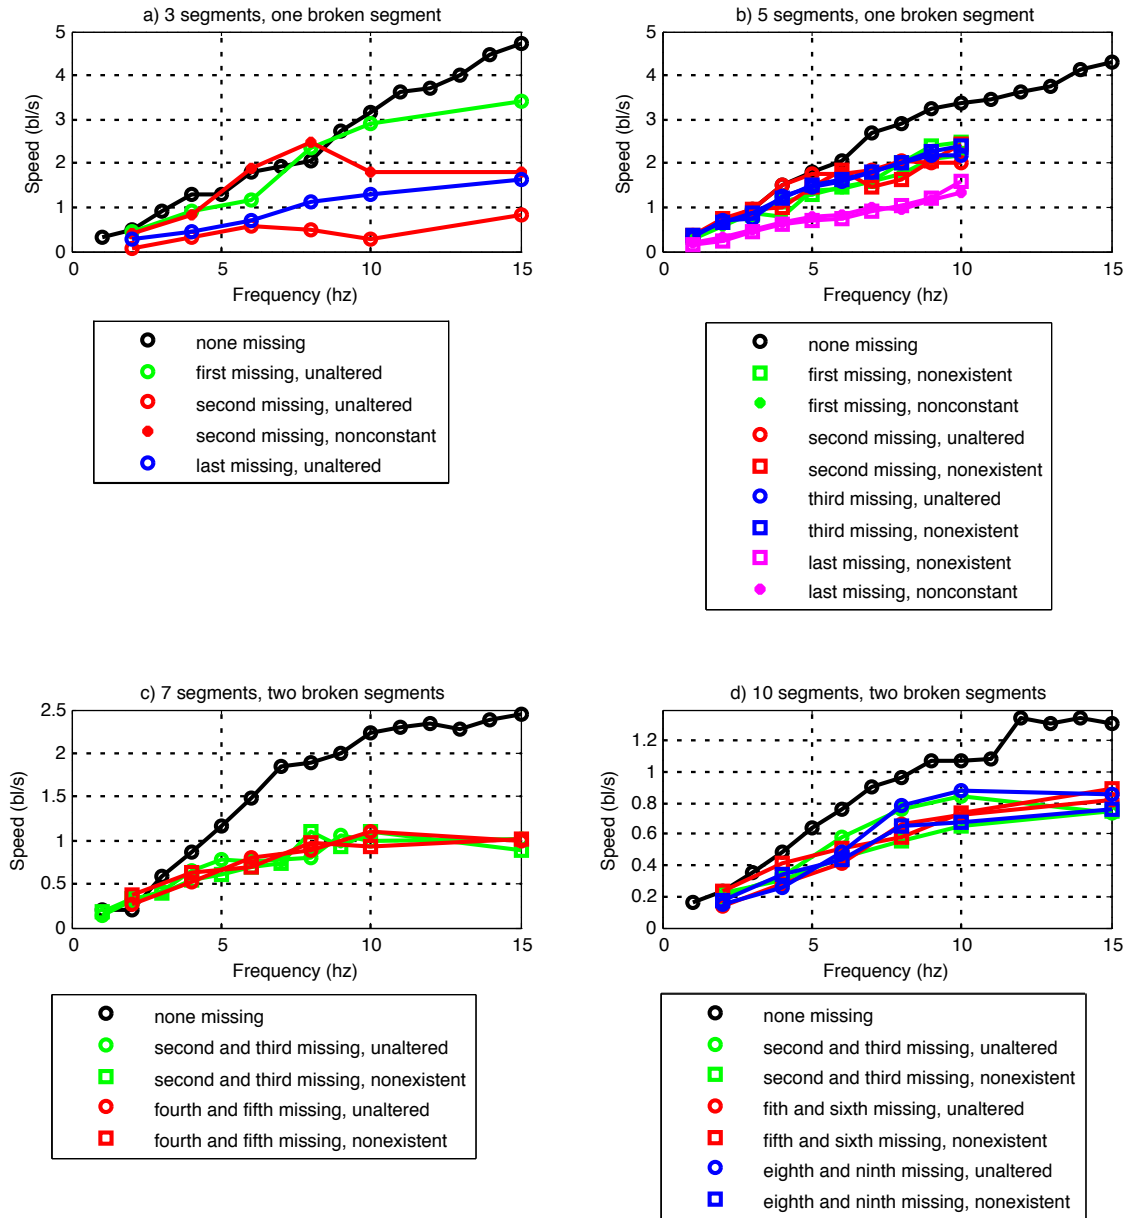 a) 3 segments, one broken segment
5
4
3
2
1
0
0
5
10
15
Speed (bl/s)
Frequency (hz)
none missing
first missing, unaltered
second missing, unaltered
second missing, nonconstant
last missing, unaltered
b) 5 segments, one broken segment
5
4
3
2
1
0
0
5
10
15
Speed (bl/s)
Frequency (hz)
none missing
first missing, nonexistent
first missing, nonconstant
second missing, unaltered
second missing, nonexistent
third missing, unaltered
third missing, nonexistent
last missing, nonexistent
last missing, nonconstant
c) 7 segments, two broken segments
2.5
2
1.5
1
0.5
0
0
5
10
15
Speed (bl/s)
Frequency (hz)
none missing
second and third missing, unaltered
second and third missing, nonexistent
fourth and fifth missing, unaltered
fourth and fifth missing, nonexistent
d) 10 segments, two broken segments
1.2
1
0.8
0.6
0.4
0.2
0
0
5
10
15
Speed (bl/s)
Frequency (hz)
none missing
second and third missing, unaltered
second and third missing, nonexistent
fith and sixth missing, unaltered
fifth and sixth missing, nonexistent
eighth and ninth missing, unaltered
eighth and ninth missing, nonexistent